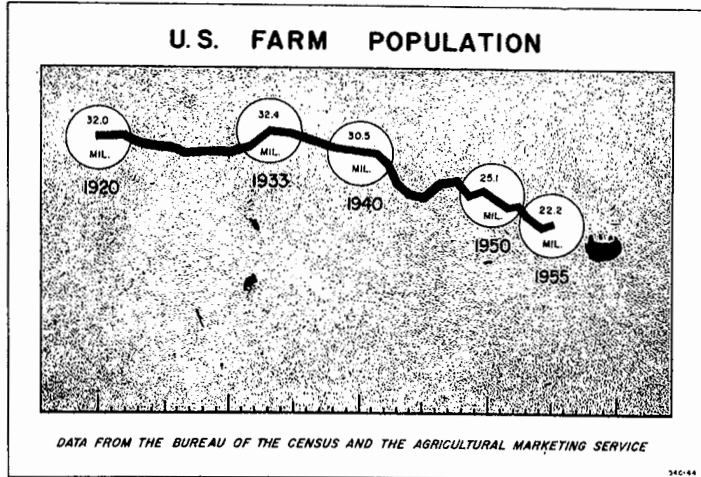 U.S. FARM POPULATION
32.0
MIL.
1920
32.4
MIL.
1933
30.5
MIL.
1940
25.1
MIL.
1950
22.2
MIL.
1955
DATA FROM THE BUREAU OF THE CENSUS AND THE AGRICULTURAL MARKETING SERVICE